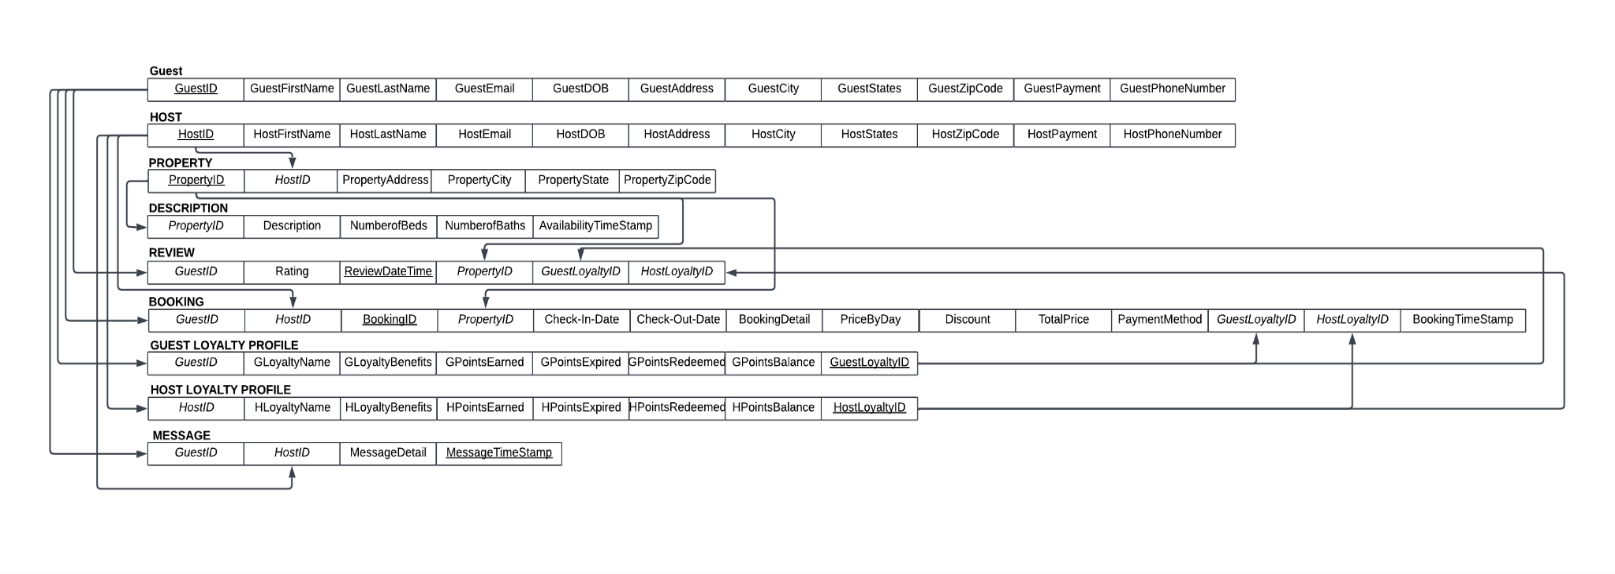 Guest
GuestID GuestFirstName GuestLastName GuestEmail GuestDOB GuestAddress GuestCity GuestStates GuestZipCode GuestPayment GuestPhoneNumber
HOST
HostID HostFirstName HostLastName HostEmail HostDOB HostAddress HostCity HostStates HostZipCode HostPayment HostPhoneNumber
PROPERTY
PropertyID HostID PropertyAddress PropertyCity PropertyState PropertyZipCode
DESCRIPTION
PropertyID Description NumberofBeds NumberofBaths AvailabilityTimeStamp
REVIEW
GuestID Rating ReviewDateTime PropertyID GuestLoyaltyID HostLoyaltyID
BOOKING
GuestID HostID BookingID PropertyID Check-In-Date Check-Out-Date BookingDetail PriceByDay Discount TotalPrice PaymentMethod GuestLoyaltyID HostLoyaltyID BookingTimeStamp
GUEST LOYALTY PROFILE
GuestID GLoyaltyName GLoyaltyBenefits GPointsEarned GPointsExpired GPointsRedeemed GPointsBalance GuestLoyaltyID
HOST LOYALTY PROFILE
HostID HLoyaltyName HLoyaltyBenefits HPointsEarned HPointsExpired HPointsRedeemed HPointsBalance HostLoyaltyID
MESSAGE
GuestID HostID MessageDetail MessageTimeStamp